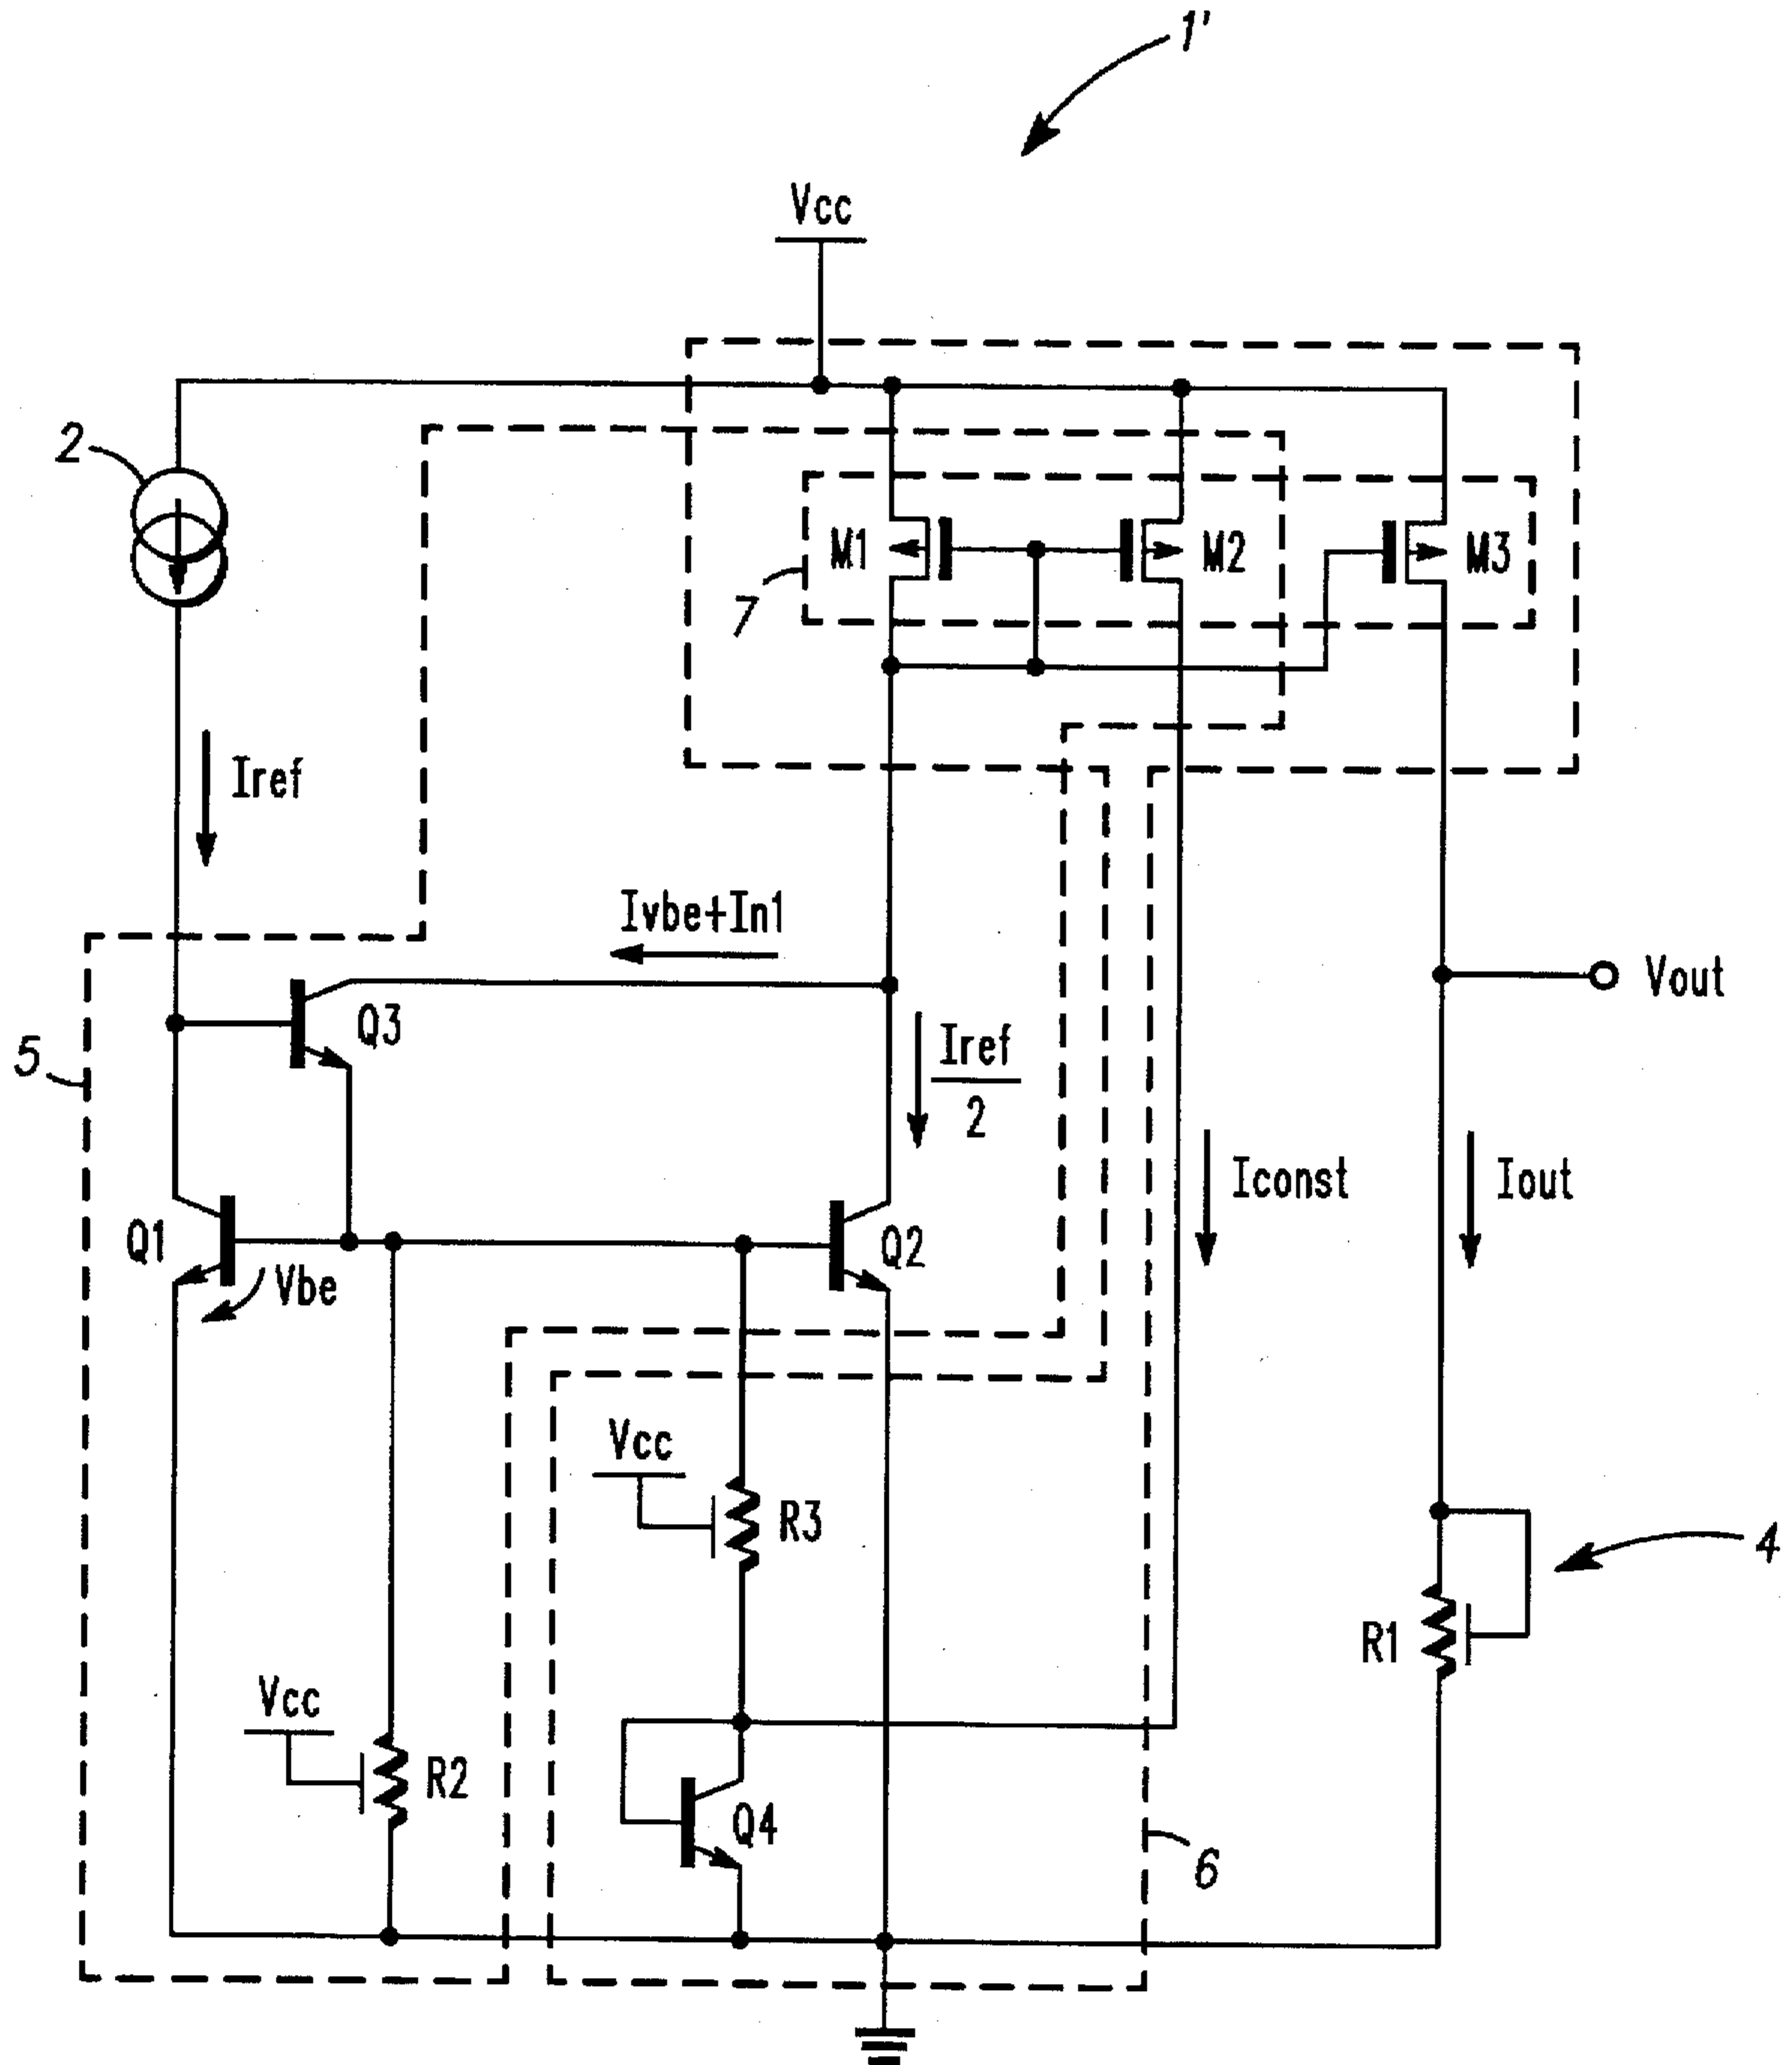 1'
Vcc
2
M1
M2
M3
7
Iref
Ivbe+In1
Q3
Vout
5
Iref
2
Iconst
Iout
Q1
Q2
Vbe
Vcc
R3
4
R1
Vcc
R2
Q4
6